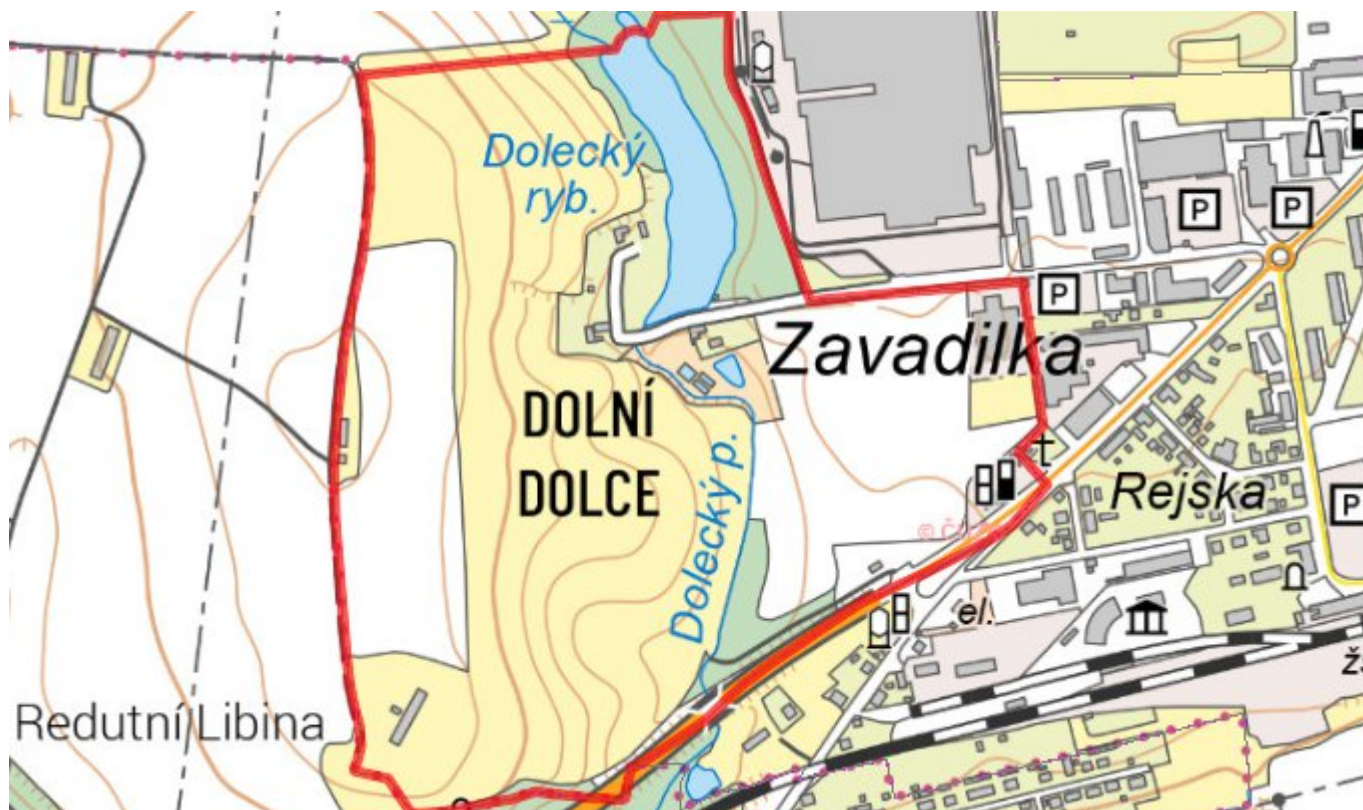 Dolecký
ryb.
P
P
P
Zavadilka
DOLNÍ
DOLCE
Dolecký p.
Rejska
P
© Č
el.
Redutní Libina